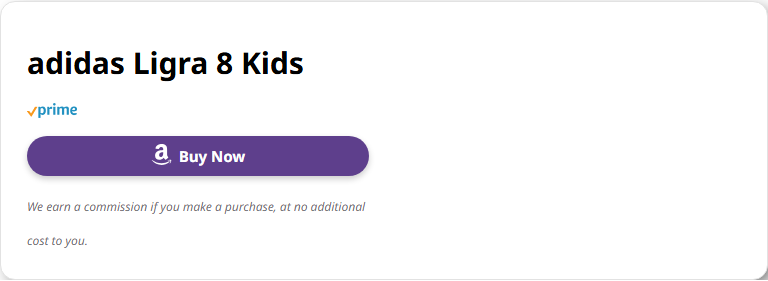 adidas Ligra 8 Kids
prime
a Buy Now
We earn a commission if you make a purchase, at no additional
cost to you.